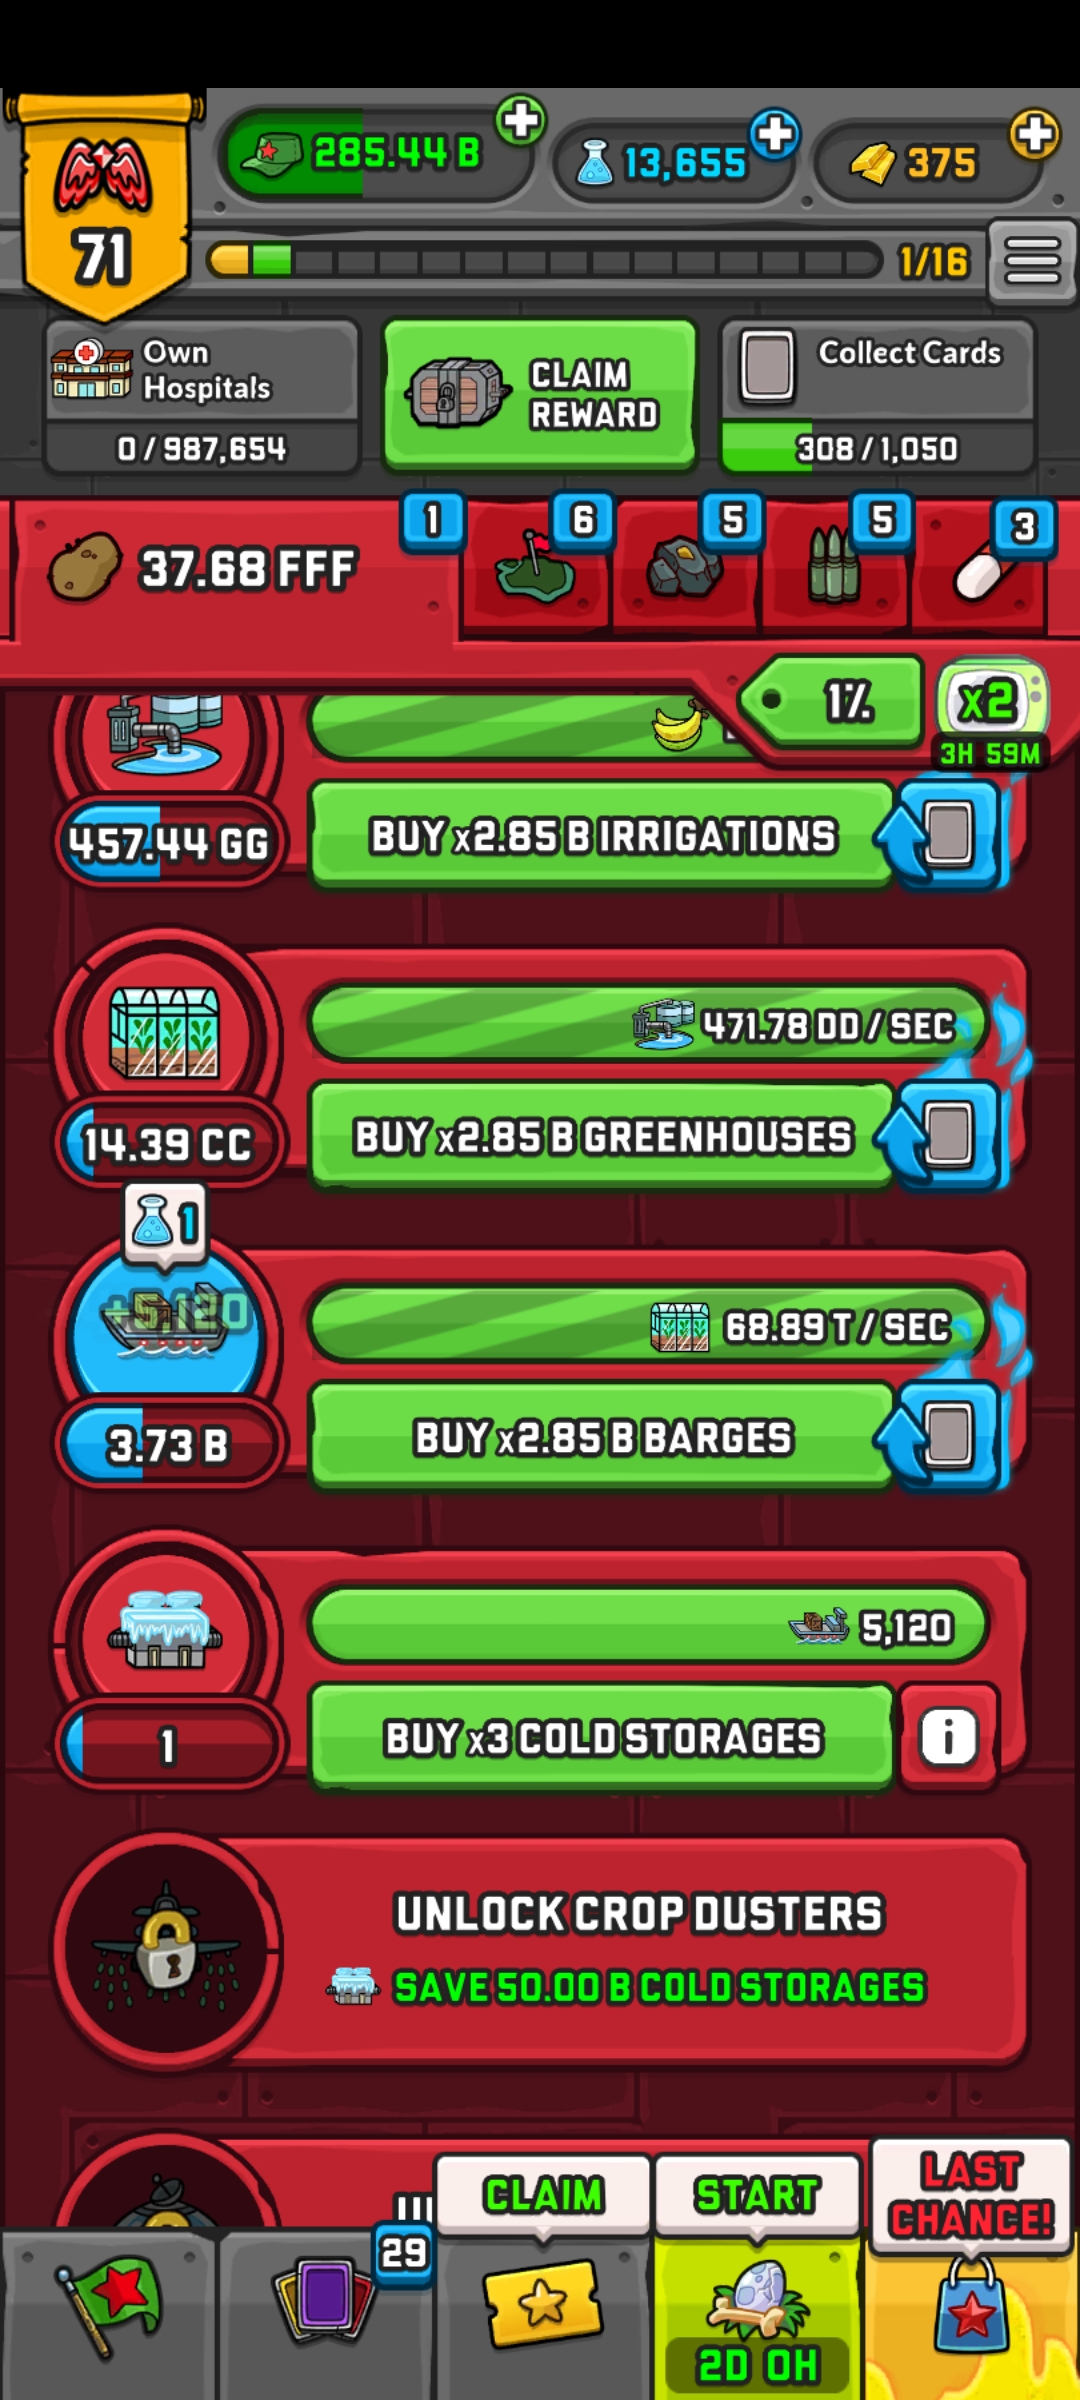 71
285.44 B
13,655
375
1/16
Own
Hospitals
0 / 987,654
CLAIM
REWARD
Collect Cards
308 / 1,050
37.68 FFF
1
6
5
5
3
1%
x2
3H 59M
457.44 GG
BUY x2.85 B IRRIGATIONS
471.78 DD / SEC
14.39 CC
BUY x2.85 B GREENHOUSES
1
+5,120
68.89 T / SEC
3.73 B
BUY x2.85 B BARGES
5,120
1
BUY x3 COLD STORAGES
i
UNLOCK CROP DUSTERS
SAVE 50.00 B COLD STORAGES
CLAIM
START
LAST
CHANCE!
29
2D 0H